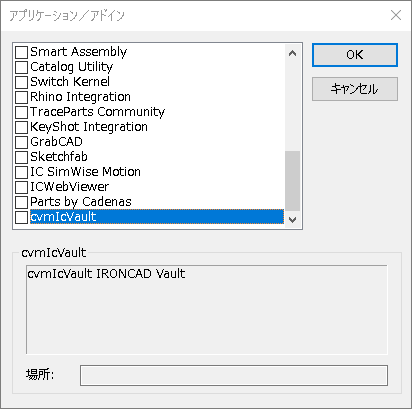 アプリケーション／アドイン
Smart Assembly
Catalog Utility
Switch Kernel
Rhino Integration
TraceParts Community
KeyShot Integration
GrabCAD
Sketchfab
IC SimWise Motion
ICWebViewer
Parts by Cadenas
cvmIcVault
OK
キャンセル
cvmIcVault
cvmIcVault IRONCAD Vault
場所: